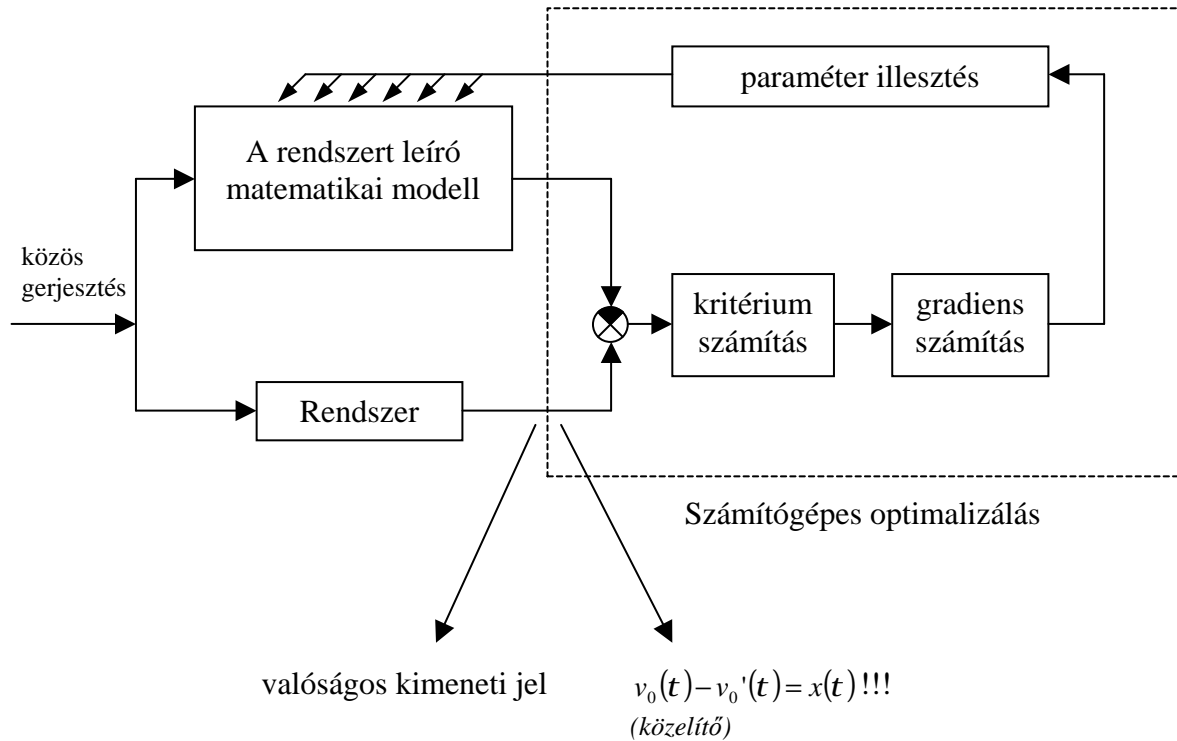 paraméter illesztés
A rendszert leíró
matematikai modell
közös
gerjesztés
kritérium
számítás
gradiens
számítás
Rendszer
Számítógépes optimalizálás
valóságos kimeneti jel
v₀(t)−v₀'(t)= x(t)!!!
(közelítő)